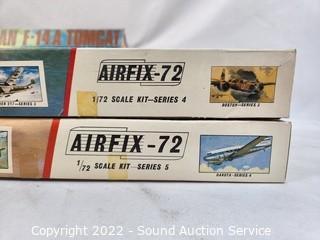 AN F-14A TOMCAT
AIRFIX-72
1/72 SCALE KIT—SERIES 4
BOSTON—SERIES 2
AIRFIX-72
1/72 SCALE KIT—SERIES 5
DAKOTA—SERIES 4
Copyright - 2022 - Sound Auction Service